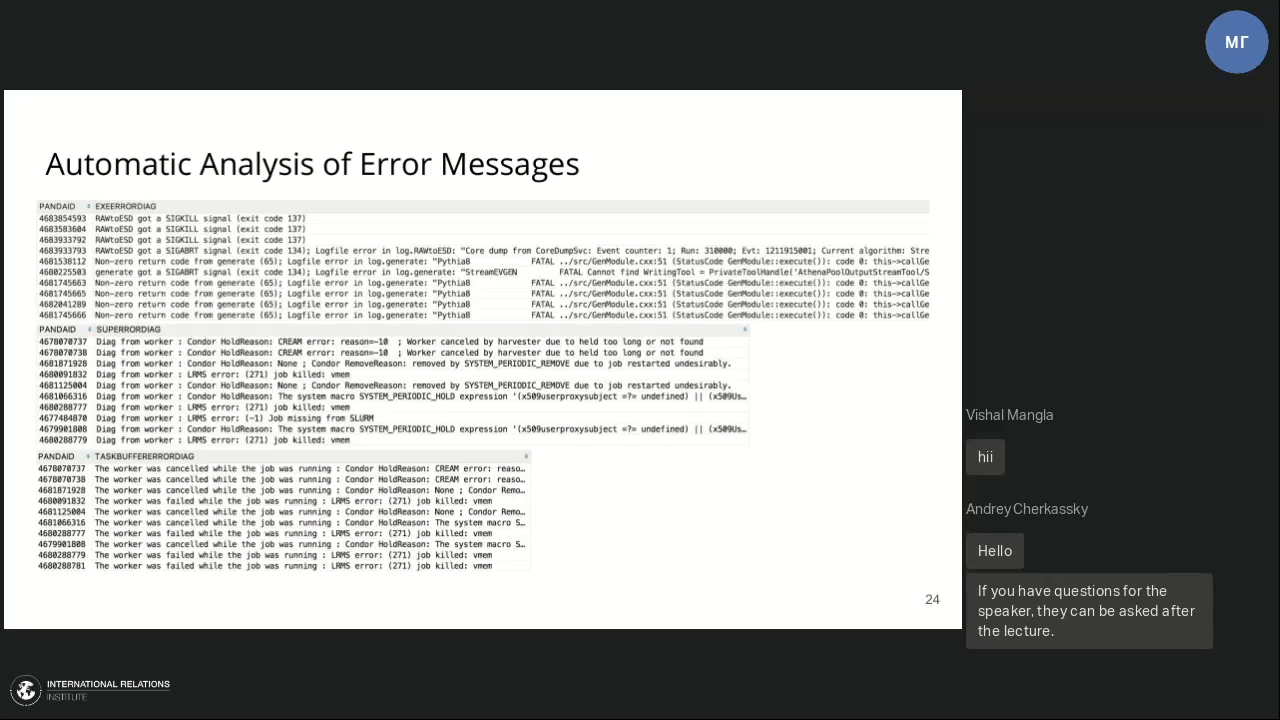 МГ
Automatic Analysis of Error Messages
PANDAID EXEERRORDIAG
4683854593 RAWtoESD got a SIGKILL signal (exit code 137)
4683583604 RAWtoESD got a SIGKILL signal (exit code 137)
4683933792 RAWtoESD got a SIGKILL signal (exit code 137)
4683933793 RAWtoESD got a SIGABRT signal (exit code 134); Logfile error in log.RAWtoESD: "Core dump from CoreDumpSvc: Event counter: 1; Run: 310000; Evt: 1211915001; Current algorithm: Stre
4681538112 Non-zero return code from generate (65); Logfile error in log.generate: "Pythia8 FATAL ../src/GenModule.cxx:51 (StatusCode GenModule::execute()): code 0: this->callGe
4680225503 generate got a SIGABRT signal (exit code 134); Logfile error in log.generate: "StreamEVGEN FATAL Cannot find WritingTool = PrivateToolHandle('AthenaPoolOutputStreamTool/S
4681745663 Non-zero return code from generate (65); Logfile error in log.generate: "Pythia8 FATAL ../src/GenModule.cxx:51 (StatusCode GenModule::execute()): code 0: this->callGe
4681745665 Non-zero return code from generate (65); Logfile error in log.generate: "Pythia8 FATAL ../src/GenModule.cxx:51 (StatusCode GenModule::execute()): code 0: this->callGe
4682041289 Non-zero return code from generate (65); Logfile error in log.generate: "Pythia8 FATAL ../src/GenModule.cxx:51 (StatusCode GenModule::execute()): code 0: this->callGe
4681745666 Non-zero return code from generate (65); Logfile error in log.generate: "Pythia8 FATAL ../src/GenModule.cxx:51 (StatusCode GenModule::execute()): code 0: this->callGe
PANDAID SUPERRORDIAG
4678070737 Diag from worker : Condor HoldReason: CREAM error: reason=-10 ; Worker canceled by harvester due to held too long or not found
4678070738 Diag from worker : Condor HoldReason: CREAM error: reason=-10 ; Worker canceled by harvester due to held too long or not found
4681871928 Diag from worker : Condor HoldReason: None ; Condor RemoveReason: removed by SYSTEM_PERIODIC_REMOVE due to job restarted undesirably.
4680091832 Diag from worker : LRMS error: (271) job killed: vmem
4681125004 Diag from worker : Condor HoldReason: None ; Condor RemoveReason: removed by SYSTEM_PERIODIC_REMOVE due to job restarted undesirably.
4681066316 Diag from worker : Condor HoldReason: The system macro SYSTEM_PERIODIC_HOLD expression '(x509userproxysubject =?= undefined) || (x509Us…
4680288777 Diag from worker : LRMS error: (271) job killed: vmem
4677484870 Diag from worker : LRMS error: (-1) Job missing from SLURM
4679901808 Diag from worker : Condor HoldReason: The system macro SYSTEM_PERIODIC_HOLD expression '(x509userproxysubject =?= undefined) || (x509Us…
4680288779 Diag from worker : LRMS error: (271) job killed: vmem
PANDAID TASKBUFFERERRORDIAG
4678070737 The worker was cancelled while the job was running : Condor HoldReason: CREAM error: reaso…
4678070738 The worker was cancelled while the job was running : Condor HoldReason: CREAM error: reaso…
4681871928 The worker was cancelled while the job was running : Condor HoldReason: None ; Condor Remo…
4680091832 The worker was failed while the job was running : LRMS error: (271) job killed: vmem
4681125004 The worker was cancelled while the job was running : Condor HoldReason: None ; Condor Remo…
4681066316 The worker was cancelled while the job was running : Condor HoldReason: The system macro S…
4680288777 The worker was failed while the job was running : LRMS error: (271) job killed: vmem
4679901808 The worker was cancelled while the job was running : Condor HoldReason: The system macro S…
4680288779 The worker was failed while the job was running : LRMS error: (271) job killed: vmem
4680288781 The worker was failed while the job was running : LRMS error: (271) job killed: vmem
24
Vishal Mangla
hii
Andrey Cherkassky
Hello
If you have questions for the
speaker, they can be asked after
the lecture.
INTERNATIONAL RELATIONS
INSTITUTE